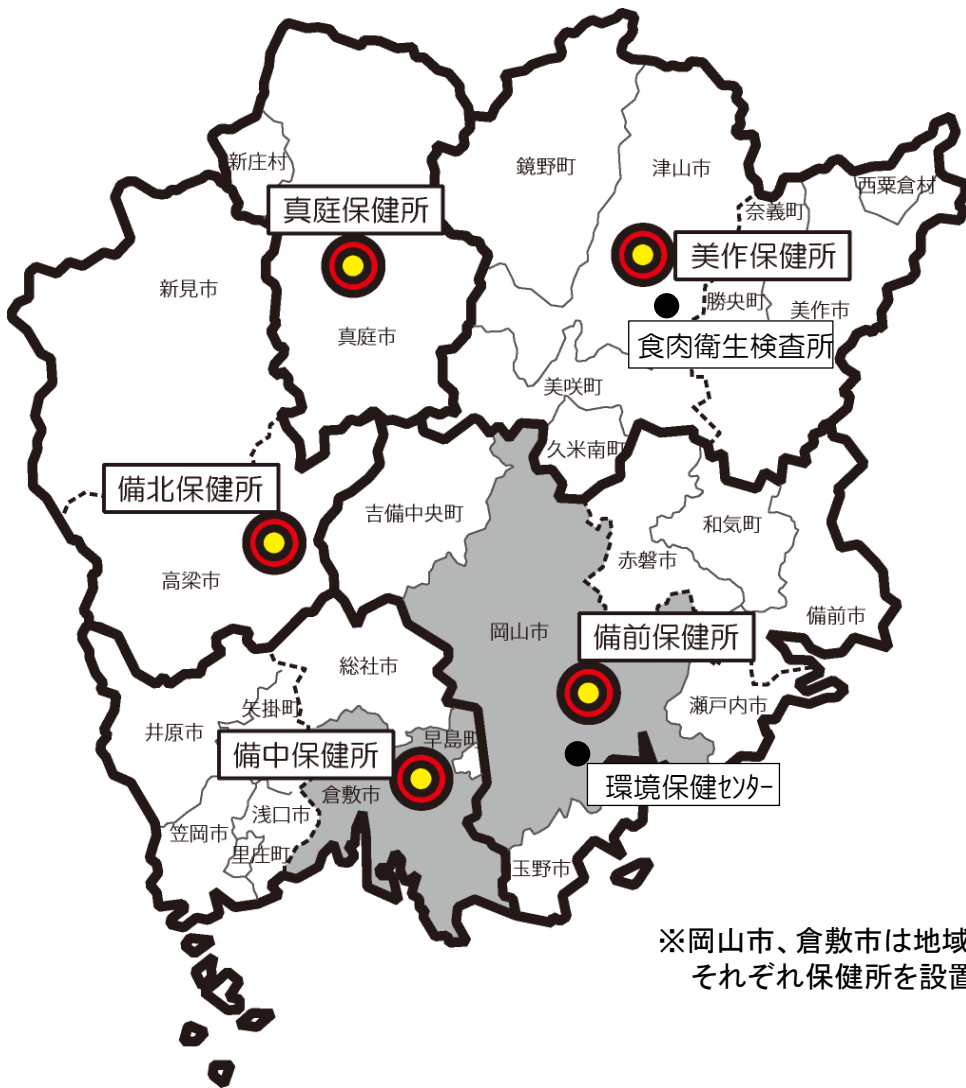 新庄村
鏡野町
津山市
西粟倉村
奈義町
真庭保健所
美作保健所
新見市
勝央町
美作市
真庭市
食肉衛生検査所
美咲町
久米南町
備北保健所
吉備中央町
和気町
赤磐市
高梁市
備前市
岡山市
備前保健所
総社市
瀬戸内市
矢掛町
井原市
早島町
備中保健所
環境保健センター
倉敷市
浅口市
笠岡市
里庄町
玉野市
※岡山市、倉敷市は地域
それぞれ保健所を設置